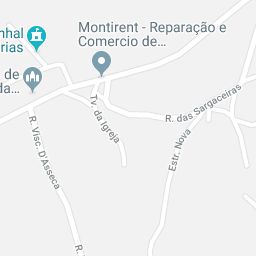 nhal
rias
Montirent - Reparação e
Comercio de...
de
da...
Tv. da Igreja
R. das Sargaceiras
Estr. Nova
R. Visc. D'Asseca
R.